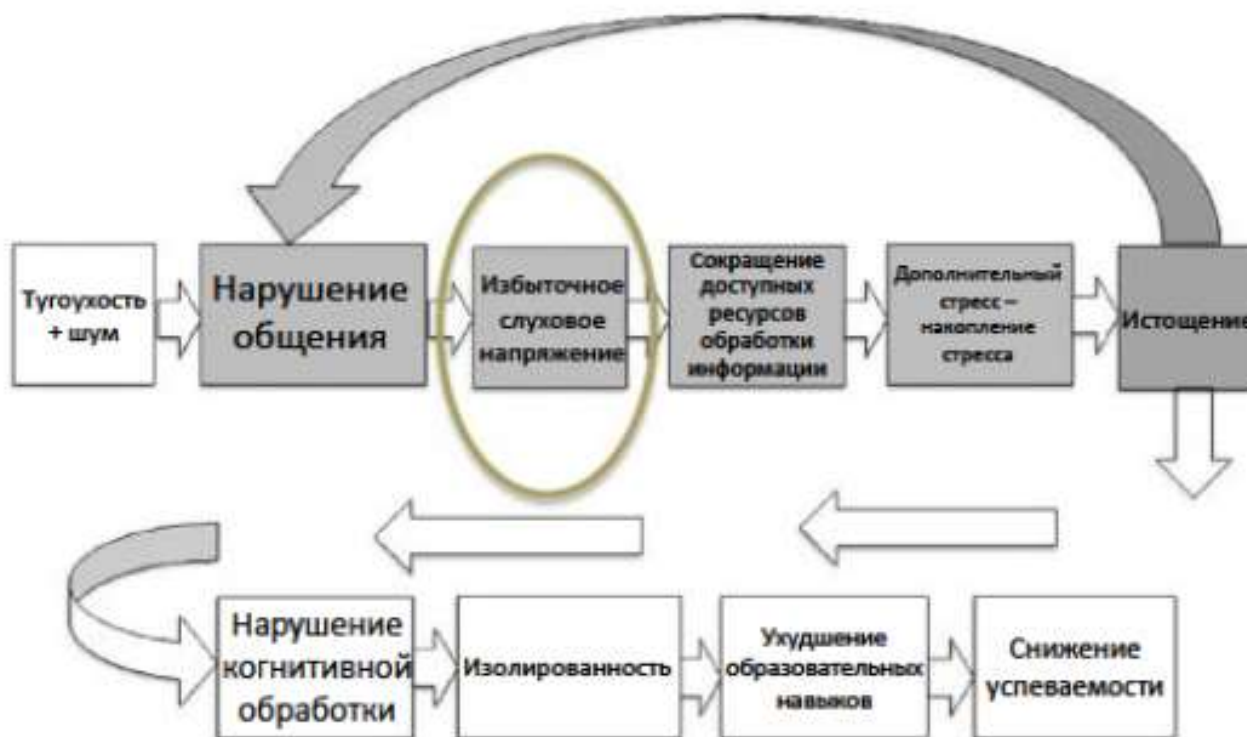 Тугоухость
+ шум
Нарушение
общения
Избыточное
слуховое
напряжение
Сокращение
доступных
ресурсов
обработки
информации
Дополнительный
стресс –
накопление
стресса
Истощение
Нарушение
когнитивной
обработки
Изолированность
Ухудшение
образовательных
навыков
Снижение
успеваемости